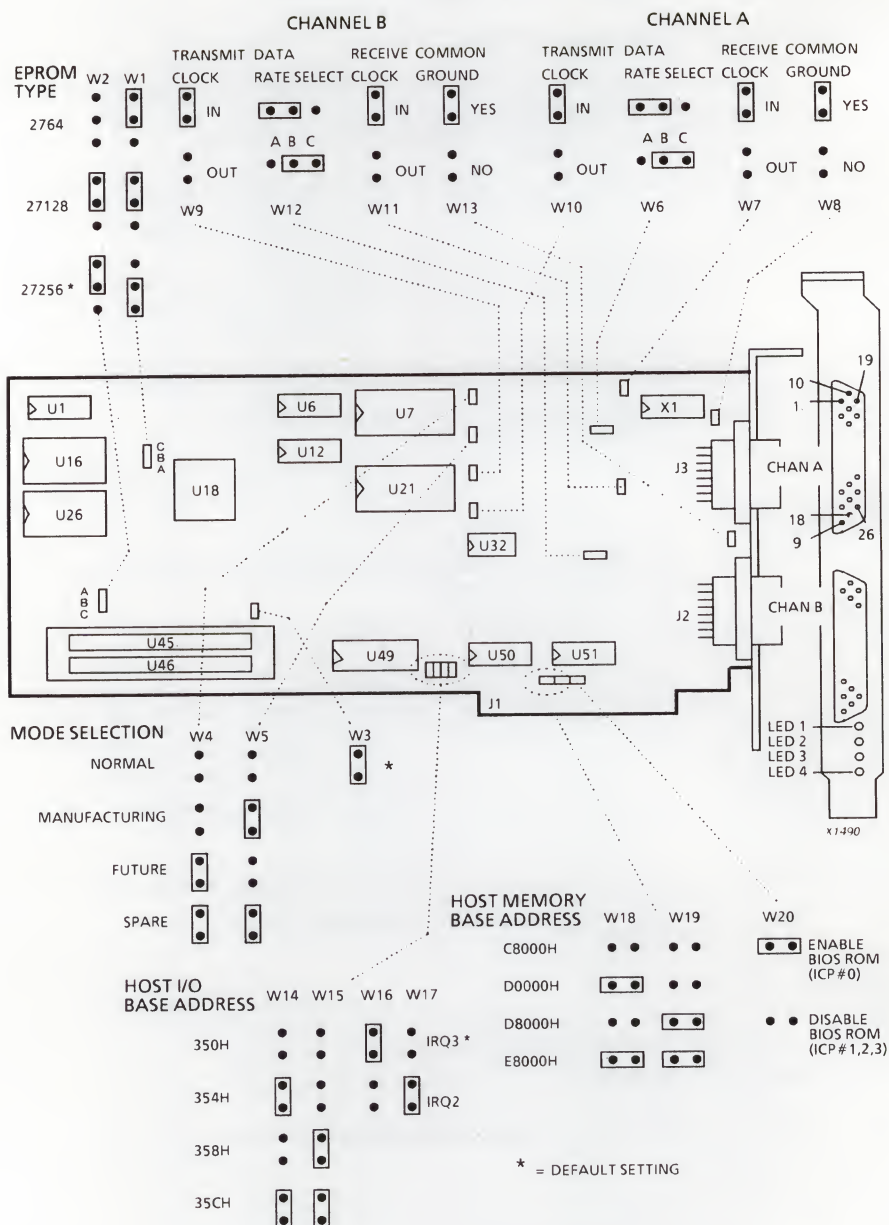 CHANNEL B
CHANNEL A
TRANSMIT CLOCK
DATA RATE SELECT
RECEIVE CLOCK
COMMON GROUND
TRANSMIT CLOCK
DATA RATE SELECT
RECEIVE CLOCK
COMMON GROUND
EPROM TYPE
W2 W1
2764
27128
27256 *
IN
YES
IN
IN
YES
A B C
A B C
OUT
OUT
NO
OUT
OUT
NO
W9 W12 W11 W13 W10 W6 W7 W8
10
19
1
U1
U6
U7
X1
U16
C
B
A
U12
J3
CHAN A
U18
U21
U26
18
26
9
U32
A
B
C
J2
CHAN B
U45
U46
U49
U50
U51
J1
LED 1
LED 2
LED 3
LED 4
X1490
MODE SELECTION
W4 W5 W3
NORMAL
*
MANUFACTURING
FUTURE
SPARE
HOST MEMORY
BASE ADDRESS
W18 W19 W20
C8000H
ENABLE
BIOS ROM
(ICP#0)
D0000H
D8000H
DISABLE
BIOS ROM
(ICP#1,2,3)
E8000H
HOST I/O
BASE ADDRESS
W14 W15 W16 W17
350H
IRQ3 *
354H
IRQ2
358H
35CH
* = DEFAULT SETTING